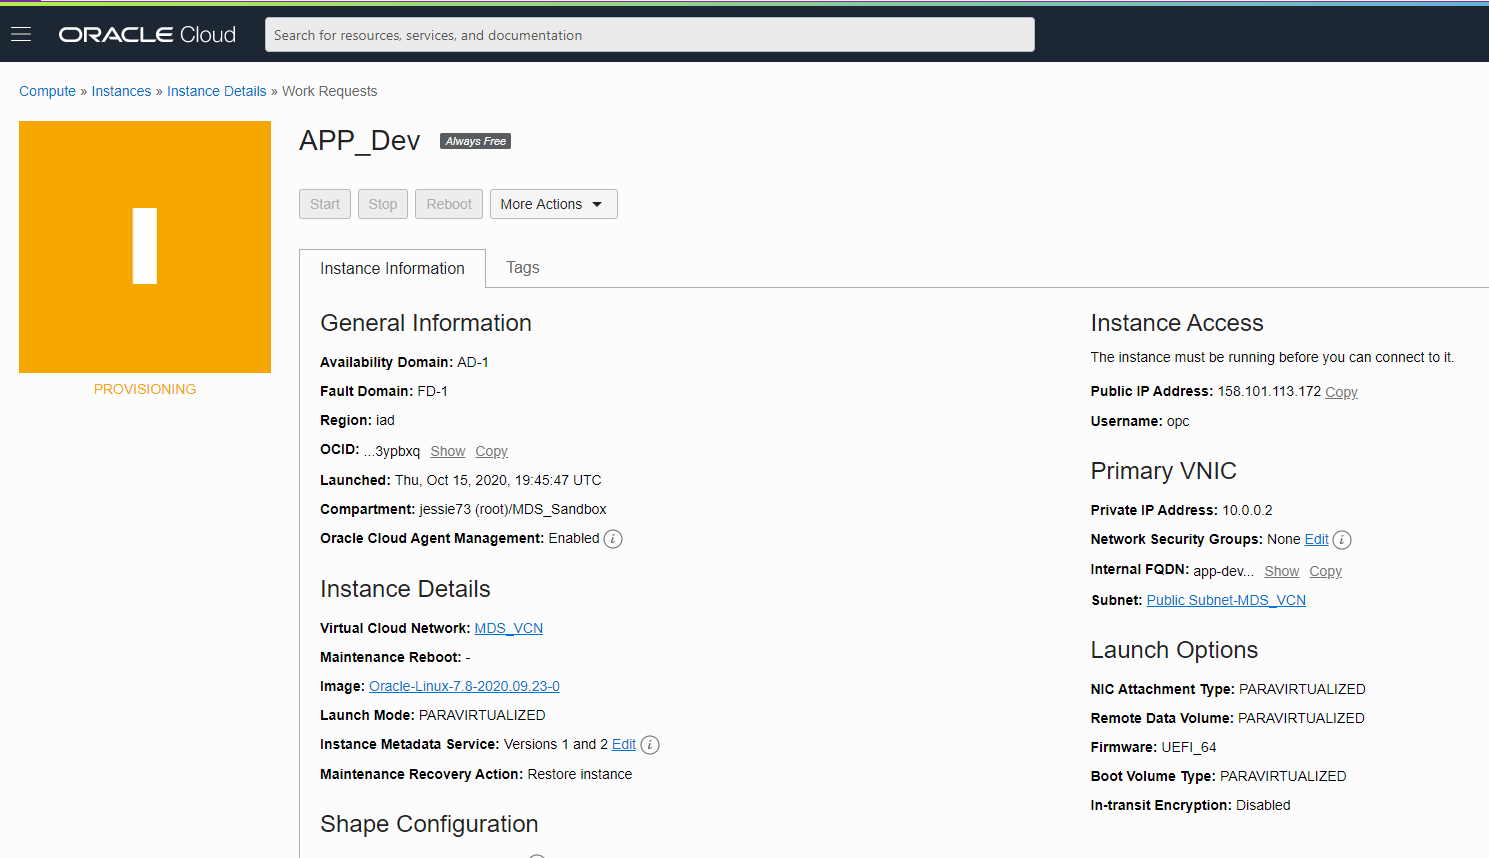 ORACLE Cloud
Search for resources, services, and documentation
Compute » Instances » Instance Details » Work Requests
I
PROVISIONING
APP_Dev Always Free
Start Stop Reboot More Actions
Instance Information Tags
General Information
Availability Domain: AD-1
Fault Domain: FD-1
Region: iad
OCID: ...3ypbxq Show Copy
Launched: Thu, Oct 15, 2020, 19:45:47 UTC
Compartment: jessie73 (root)/MDS_Sandbox
Oracle Cloud Agent Management: Enabled i
Instance Details
Virtual Cloud Network: MDS_VCN
Maintenance Reboot: -
Image: Oracle-Linux-7.8-2020.09.23-0
Launch Mode: PARAVIRTUALIZED
Instance Metadata Service: Versions 1 and 2 Edit i
Maintenance Recovery Action: Restore instance
Shape Configuration
Instance Access
The instance must be running before you can connect to it.
Public IP Address: 158.101.113.172 Copy
Username: opc
Primary VNIC
Private IP Address: 10.0.0.2
Network Security Groups: None Edit i
Internal FQDN: app-dev... Show Copy
Subnet: Public Subnet-MDS_VCN
Launch Options
NIC Attachment Type: PARAVIRTUALIZED
Remote Data Volume: PARAVIRTUALIZED
Firmware: UEFI_64
Boot Volume Type: PARAVIRTUALIZED
In-transit Encryption: Disabled